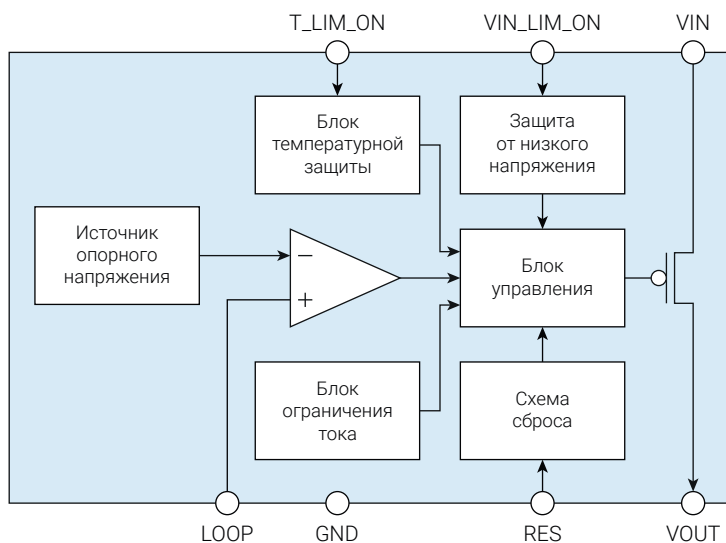 T_LIM_ON
VIN_LIM_ON
VIN
Блок
температурной
защиты
Защита
от низкого
напряжения
Источник
опорного
напряжения
−
+
Блок
управления
Блок
ограничения
тока
Схема
сброса
LOOP
GND
RES
VOUT